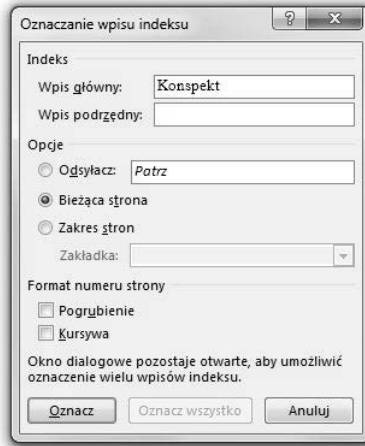 Oznaczanie wpisu indeksu
Indeks
Wpis główny: Konspekt
Wpis podrzędny:
Opcje
Odsyłacz: Patrz
Bieżąca strona
Zakres stron
Zakładka:
Format numeru strony
Pogrubienie
Kursywa
Okno dialogowe pozostaje otwarte, aby umożliwić
oznaczenie wielu wpisów indeksu.
Oznacz Oznacz wszystko Anuluj